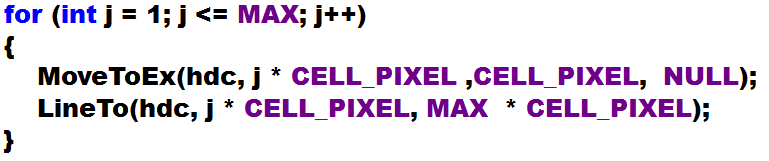 for (int j = 1; j <= MAX; j++)
{
    MoveToEx(hdc, j * CELL_PIXEL ,CELL_PIXEL,  NULL);
    LineTo(hdc, j * CELL_PIXEL, MAX  * CELL_PIXEL);
}